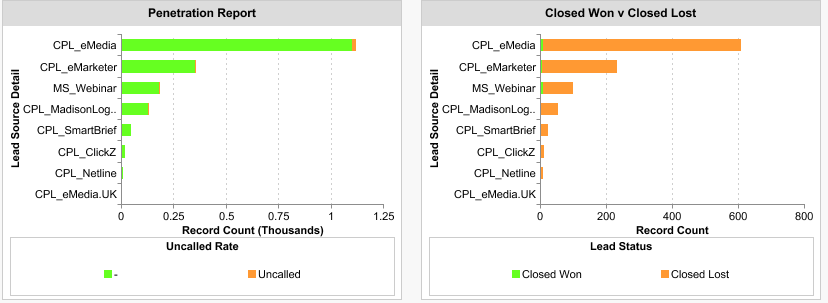 Penetration Report
Lead Source Detail
CPL_eMedia
CPL_eMarketer
MS_Webinar
CPL_MadisonLog..
CPL_SmartBrief
CPL_ClickZ
CPL_Netline
CPL_eMedia.UK
0 0.25 0.5 0.75 1 1.25
Record Count (Thousands)
Uncalled Rate
- Uncalled
Closed Won v Closed Lost
Lead Source Detail
CPL_eMedia
CPL_eMarketer
MS_Webinar
CPL_MadisonLog..
CPL_SmartBrief
CPL_ClickZ
CPL_Netline
CPL_eMedia.UK
0 200 400 600 800
Record Count
Lead Status
Closed Won Closed Lost